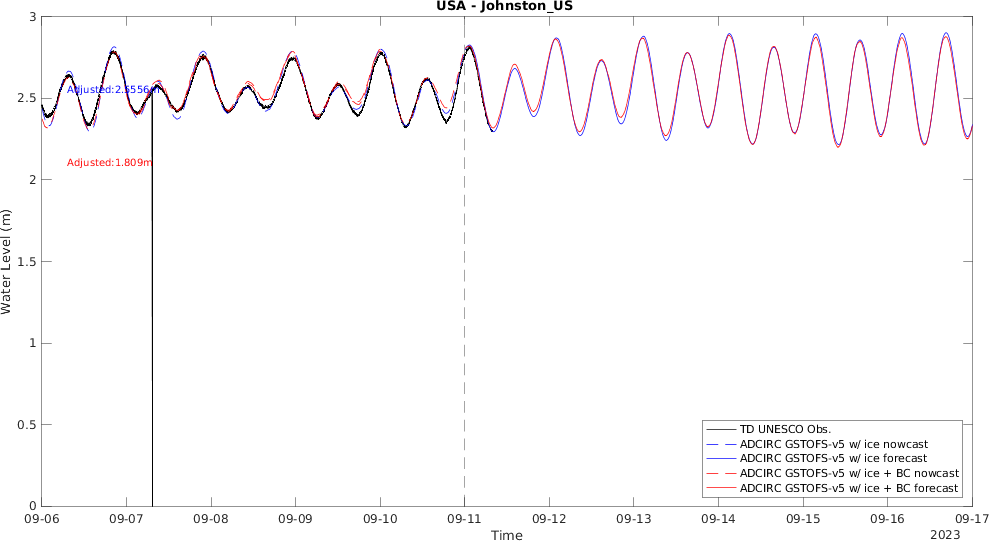 USA - Johnston_US
3
2.5
2
1.5
1
0.5
0
Water Level (m)
Adjusted:2.5556m
Adjusted:1.809m
TD UNESCO Obs.
ADCIRC GSTOFS-v5 w/ ice nowcast
ADCIRC GSTOFS-v5 w/ ice forecast
ADCIRC GSTOFS-v5 w/ ice + BC nowcast
ADCIRC GSTOFS-v5 w/ ice + BC forecast
09-06 09-07 09-08 09-09 09-10 09-11 09-12 09-13 09-14 09-15 09-16 09-17
Time
2023